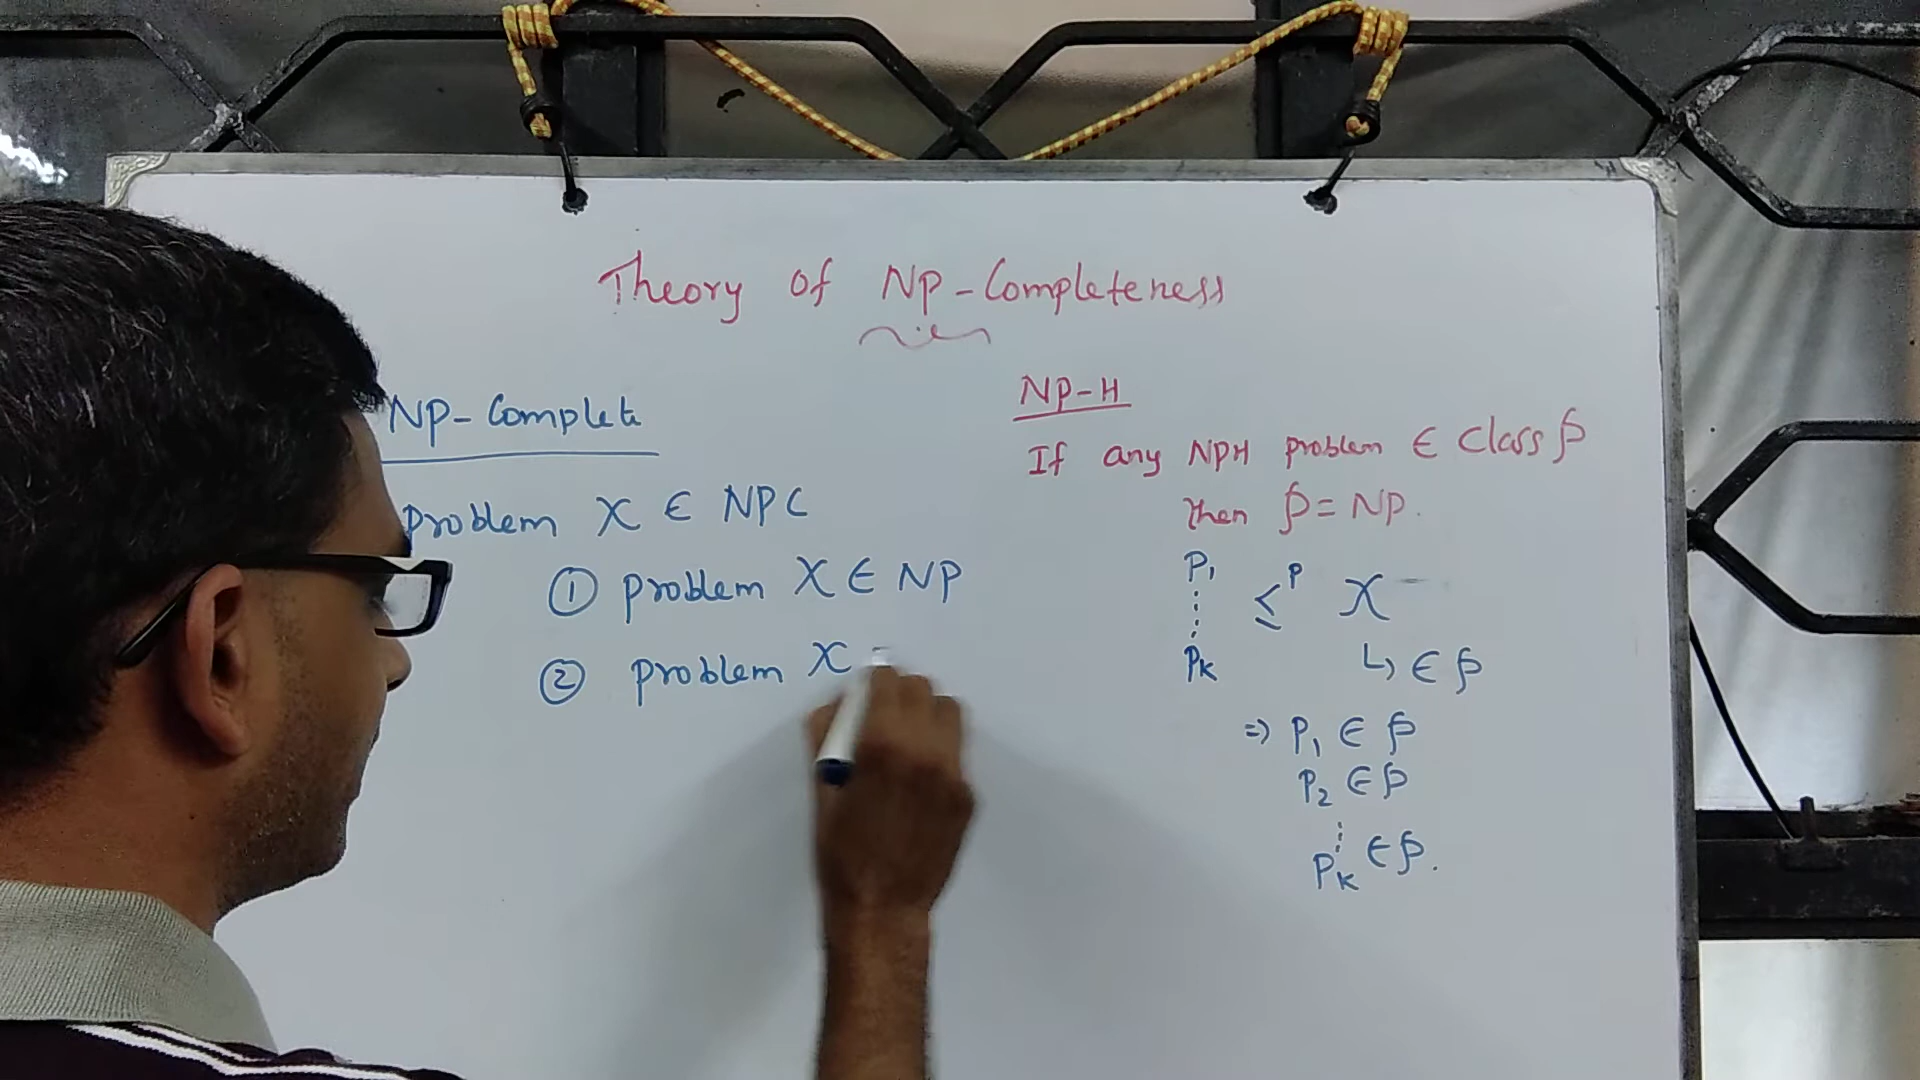 Theory of NP-Completeness
NP-Complete
Problem X ∈ NPC
① problem X ∈ NP
② problem X
NP-H
If any NPH problem ∈ Class P
then P = NP.
P₁
⋮ ≤ᴾ X
Pₖ ↳ ∈ P
⇒ P₁ ∈ P
P₂ ∈ P
⋮
Pₖ ∈ P.